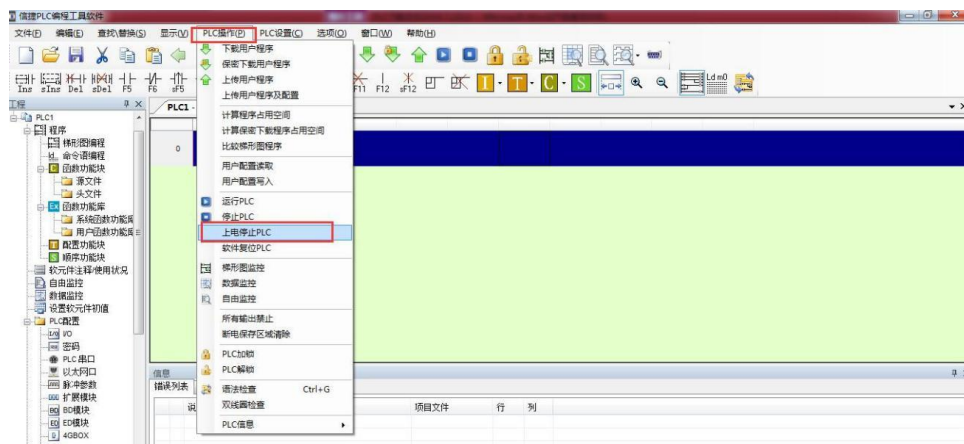 信捷PLC编程工具软件
文件(F) 编辑(E) 查找\替换(S) 显示(V) PLC操作(P) PLC设置(C) 选项(O) 窗口(W) 帮助(H)
Ins sIns Del sDel F5 F6 sF5 F11 F12 sF12 I T C S Ld m0
工程
PLC1
程序
梯形图编程
命令语编程
函数功能块
源文件
头文件
函数功能库
系统函数功能库
用户函数功能库
配置功能块
顺序功能块
软元件注释/使用状况
自由监控
数据监控
设置软元件初值
PLC配置
I/O
密码
PLC串口
以太网口
脉冲参数
扩展模块
BD模块
ED模块
4GBOX
下载用户程序
保密下载用户程序
上传用户程序
上传用户程序及配置
计算程序占用空间
计算保密下载程序占用空间
比较梯形图程序
用户配置读取
用户配置写入
运行PLC
停止PLC
上电停止PLC
软件复位PLC
梯形图监控
数据监控
自由监控
所有输出禁止
断电保存区域清除
PLC加锁
PLC解锁
语法检查 Ctrl+G
双线圈检查
PLC信息
PLC1 -
0
信息
错误列表
说
项目文件 行 列